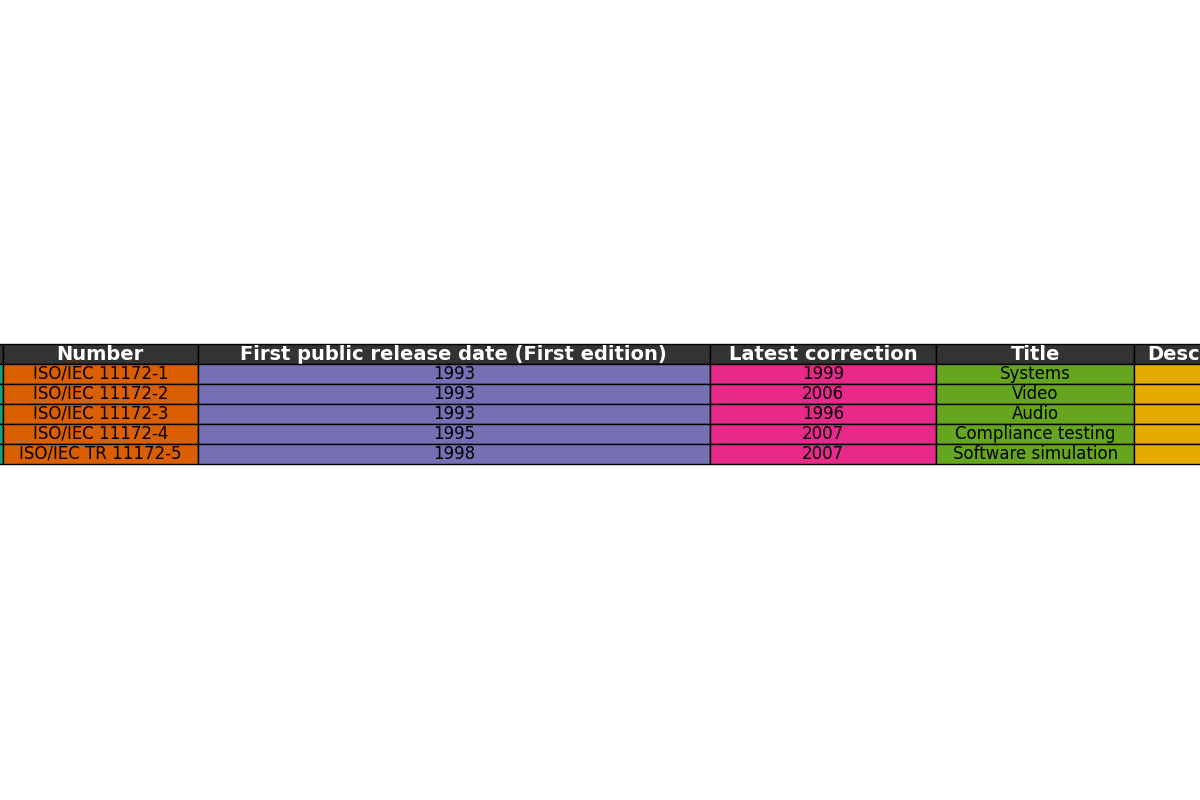 Number First public release date (First edition) Latest correction Title Desc
ISO/IEC 11172-1 1993 1999 Systems
ISO/IEC 11172-2 1993 2006 Video
ISO/IEC 11172-3 1993 1996 Audio
ISO/IEC 11172-4 1995 2007 Compliance testing
ISO/IEC TR 11172-5 1998 2007 Software simulation